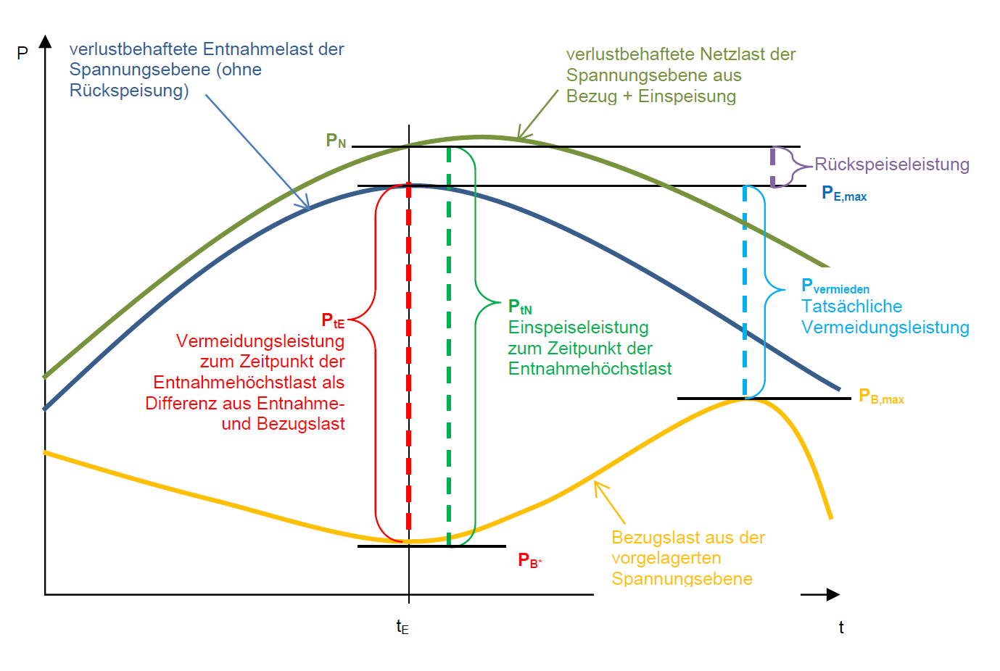 P
verlustbehaftete Entnahmelast der
Spannungsebene (ohne
Rückspeisung)
verlustbehaftete Netzlast der
Spannungsebene aus
Bezug + Einspeisung
PN
Rückspeiseleistung
PE,max
PtE
Vermeidungsleistung
zum Zeitpunkt der
Entnahmehöchstlast als
Differenz aus Entnahme-
und Bezugslast
PtN
Einspeiseleistung
zum Zeitpunkt der
Entnahmehöchstlast
Pvermieden
Tatsächliche
Vermeidungsleistung
PB,max
PB*
Bezugslast aus der
vorgelagerten
Spannungsebene
tE
t